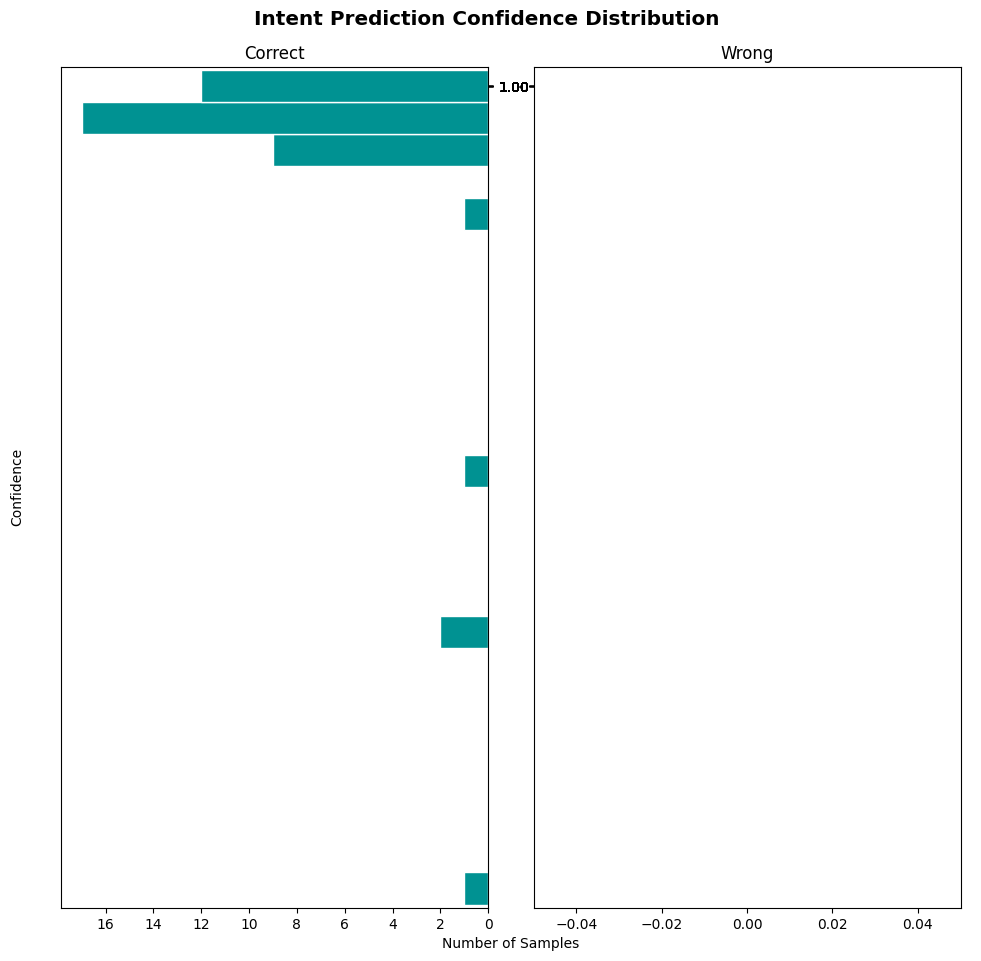 Intent Prediction Confidence Distribution
Correct
Wrong
1.00
Confidence
16 14 12 10 8 6 4 2 0
−0.04 −0.02 0.00 0.02 0.04
Number of Samples